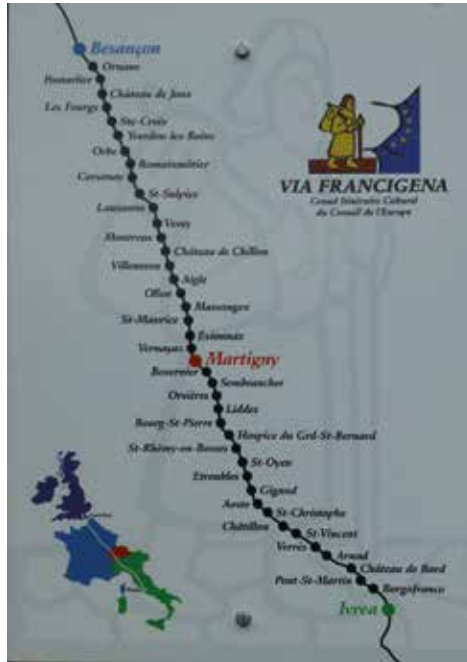 Besançon
Ornans
Pontarlier
Château de Joux
Les Fourgs
Ste-Croix
Yverdon-les-Bains
Orbe
Romainmôtier
Cossonay
St-Sulpice
Lausanne
Vevey
Montreux
Château de Chillon
Villeneuve
Aigle
Ollon
Massongex
St-Maurice
Evionnaz
Vernayaz
Martigny
Bovernier
Sembrancher
Orsières
Liddes
Bourg-St-Pierre
Hospice du Grd-St-Bernard
St-Rhémy-en-Bosses
St-Oyen
Etroubles
Gignod
Aoste
St-Christophe
Châtillon
St-Vincent
Verrès
Arnad
Château de Bard
Pont-St-Martin
Borgofranco
Ivrea
VIA FRANCIGENA
Grand Itinéraire Culturel
du Conseil de l'Europe